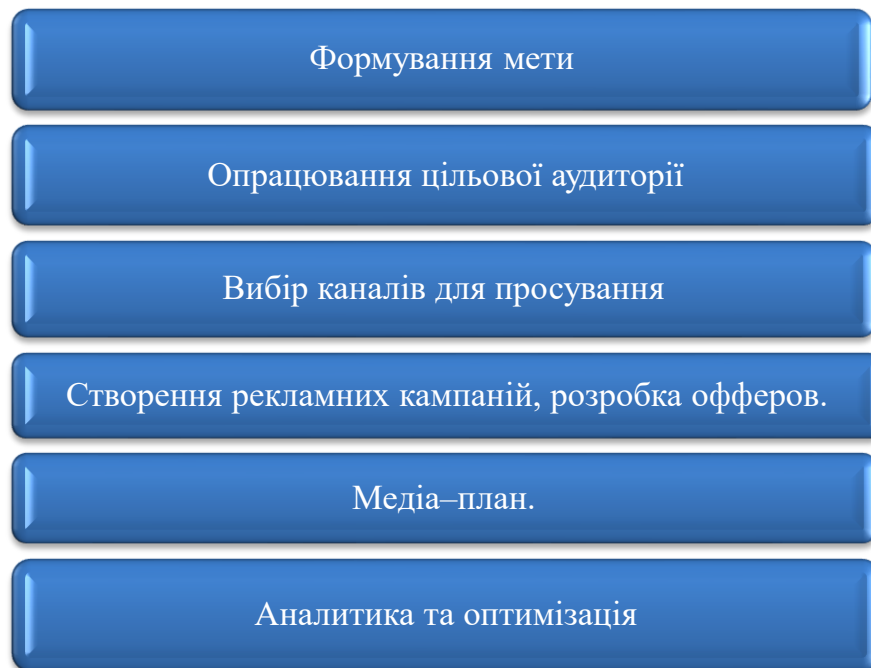 Формування мети
Опрацювання цільової аудиторії
Вибір каналів для просування
Створення рекламних кампаній, розробка офферов.
Медіа–план.
Аналитика та оптимізація